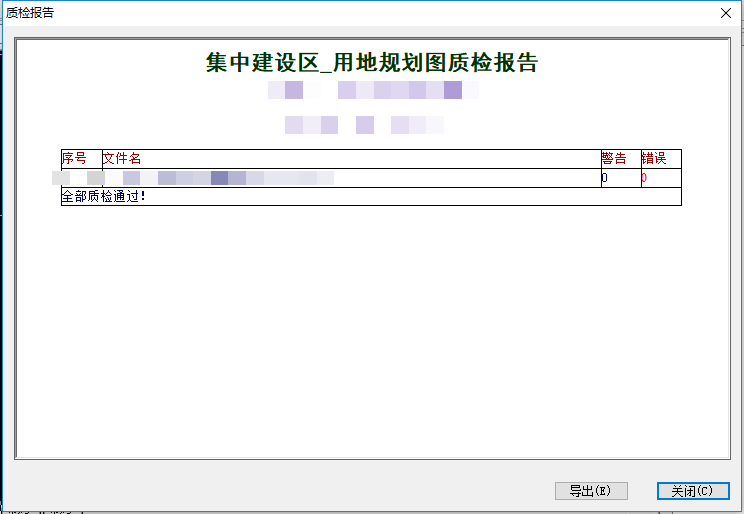 质检报告
集中建设区_用地规划图质检报告
序号 文件名 警告 错误
0 0
全部质检通过!
导出(E) 关闭(C)